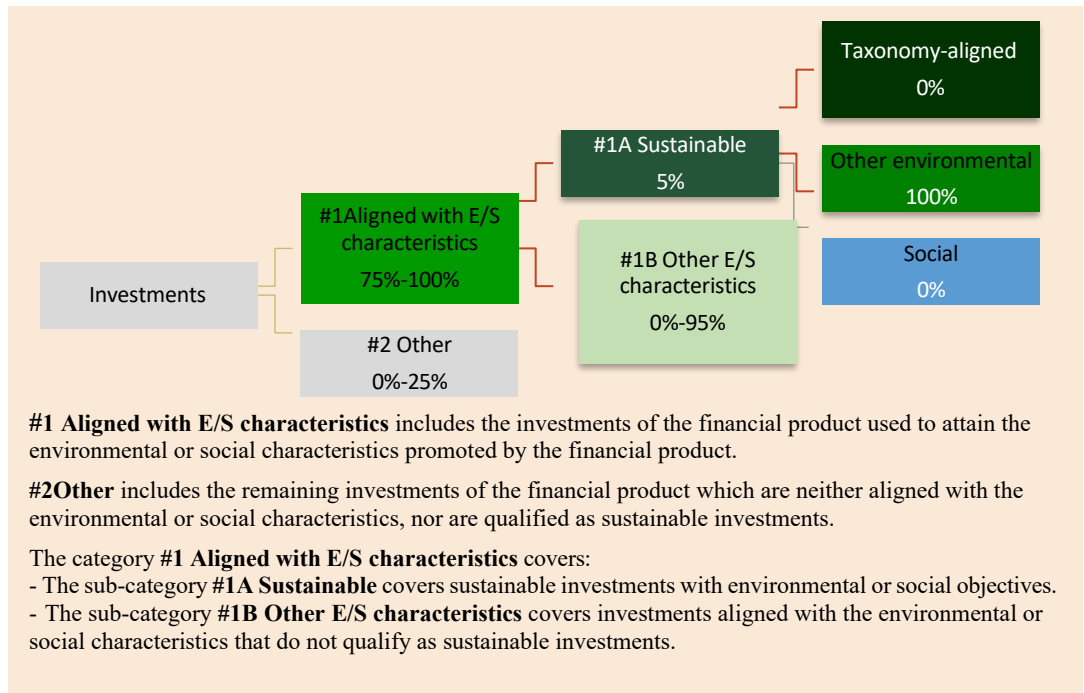 Taxonomy-aligned
0%
#1A Sustainable
5%
Other environmental
100%
#1Aligned with E/S
characteristics
75%-100%
#1B Other E/S
characteristics
0%-95%
Social
0%
Investments
#2 Other
0%-25%
#1 Aligned with E/S characteristics includes the investments of the financial product used to attain the
environmental or social characteristics promoted by the financial product.
#2Other includes the remaining investments of the financial product which are neither aligned with the
environmental or social characteristics, nor are qualified as sustainable investments.
The category #1 Aligned with E/S characteristics covers:
- The sub-category #1A Sustainable covers sustainable investments with environmental or social objectives.
- The sub-category #1B Other E/S characteristics covers investments aligned with the environmental or
social characteristics that do not qualify as sustainable investments.